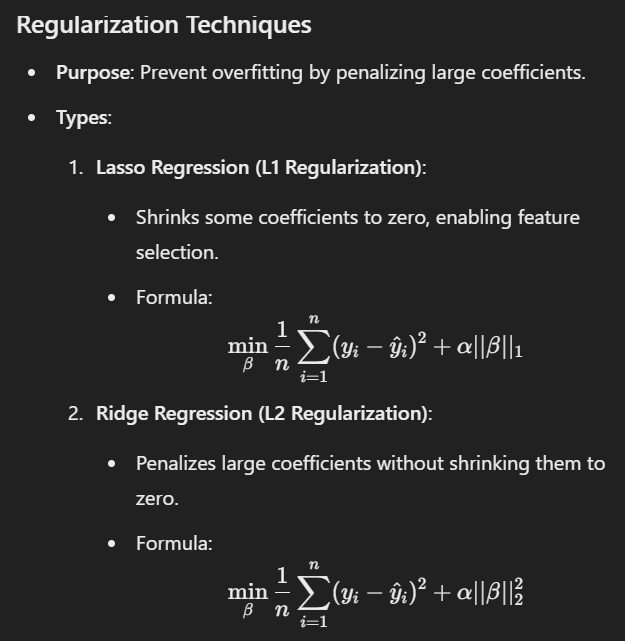 Regularization Techniques
• Purpose: Prevent overfitting by penalizing large coefficients.
• Types:
1. Lasso Regression (L1 Regularization):
• Shrinks some coefficients to zero, enabling feature
selection.
• Formula:
$$\min_{\beta} \frac{1}{n} \sum_{i=1}^{n} (y_i - \hat{y}_i)^2 + \alpha||\beta||_1$$
2. Ridge Regression (L2 Regularization):
• Penalizes large coefficients without shrinking them to
zero.
• Formula:
$$\min_{\beta} \frac{1}{n} \sum_{i=1}^{n} (y_i - \hat{y}_i)^2 + \alpha||\beta||_2^2$$